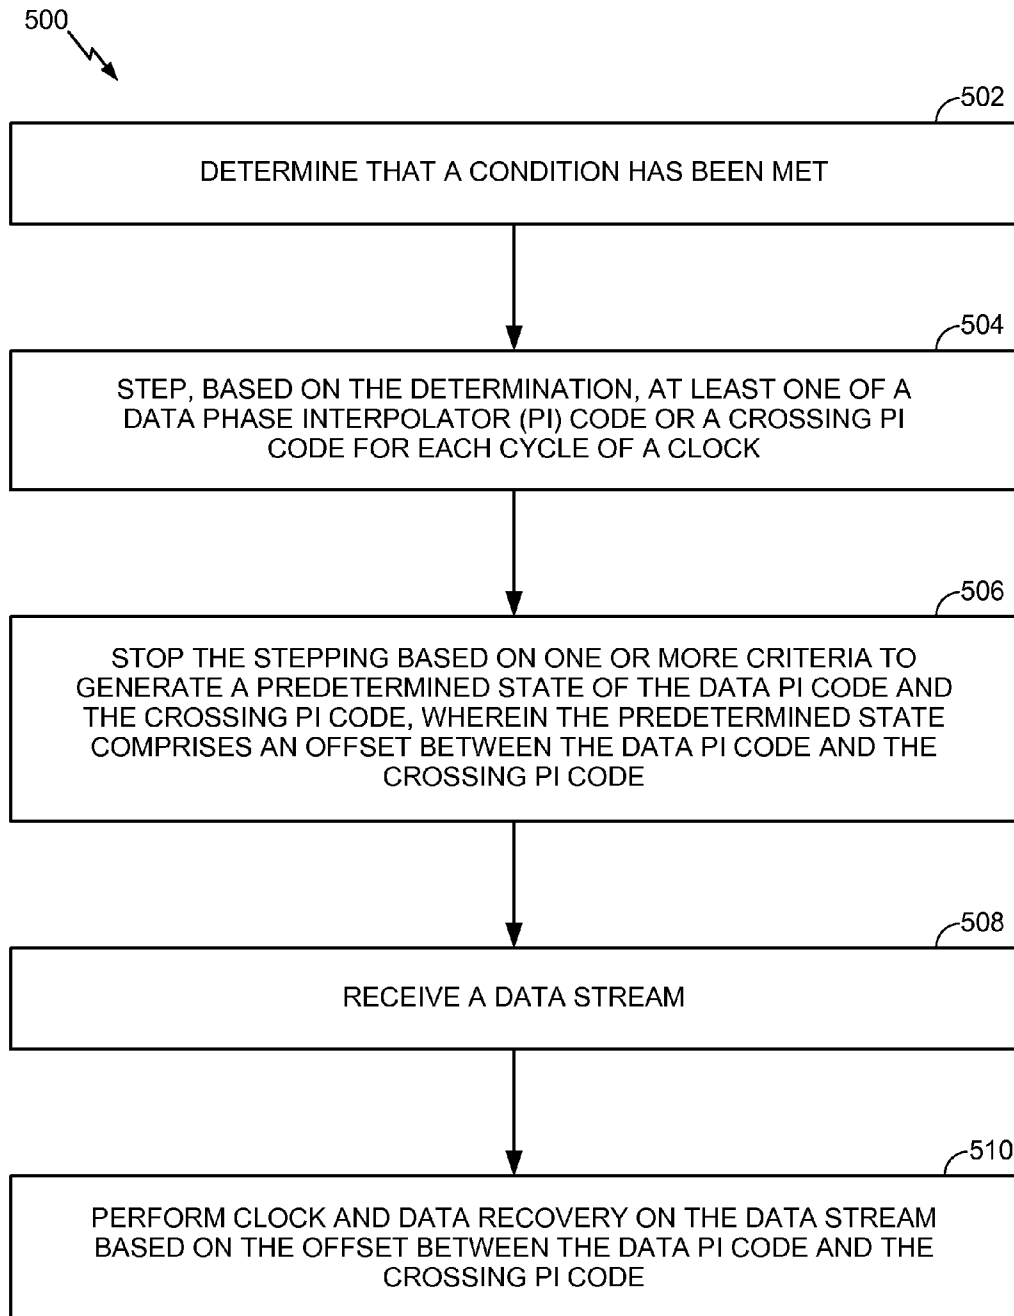 500
502
DETERMINE THAT A CONDITION HAS BEEN MET
504
STEP, BASED ON THE DETERMINATION, AT LEAST ONE OF A
DATA PHASE INTERPOLATOR (PI) CODE OR A CROSSING PI
CODE FOR EACH CYCLE OF A CLOCK
506
STOP THE STEPPING BASED ON ONE OR MORE CRITERIA TO
GENERATE A PREDETERMINED STATE OF THE DATA PI CODE AND
THE CROSSING PI CODE, WHEREIN THE PREDETERMINED STATE
COMPRISES AN OFFSET BETWEEN THE DATA PI CODE AND THE
CROSSING PI CODE
508
RECEIVE A DATA STREAM
510
PERFORM CLOCK AND DATA RECOVERY ON THE DATA STREAM
BASED ON THE OFFSET BETWEEN THE DATA PI CODE AND THE
CROSSING PI CODE